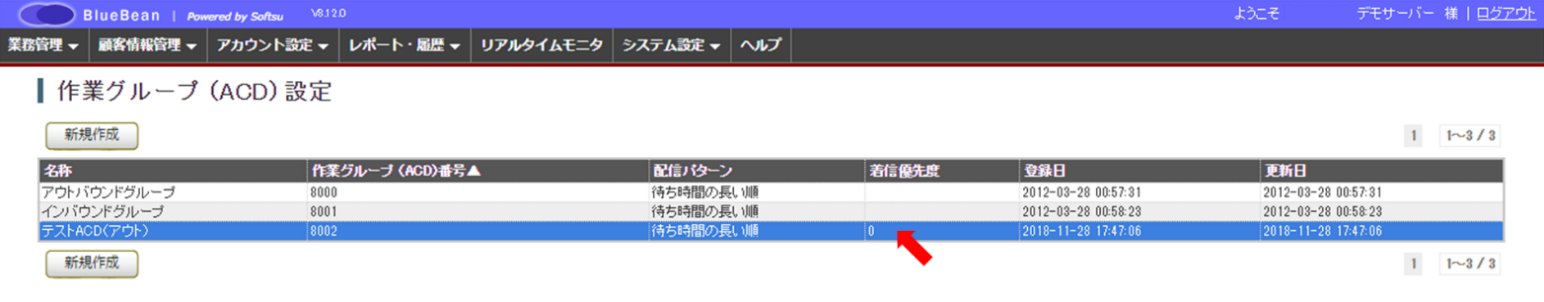 BlueBean | Powered by Softsu V8.12.0 ようこそ デモサーバー 様 | ログアウト
業務管理 ▼ 顧客情報管理 ▼ アカウント設定 ▼ レポート・履歴 ▼ リアルタイムモニタ システム設定 ▼ ヘルプ
作業グループ (ACD) 設定
新規作成 1 1～3 / 3
名称 作業グループ (ACD)番号▲ 配信パターン 着信優先度 登録日 更新日
アウトバウンドグループ 8000 待ち時間の長い順 2012-03-28 00:57:31 2012-03-28 00:57:31
インバウンドグループ 8001 待ち時間の長い順 2012-03-28 00:58:23 2012-03-28 00:58:23
テストACD(アウト) 8002 待ち時間の長い順 0 2018-11-28 17:47:06 2018-11-28 17:47:06
新規作成 1 1～3 / 3